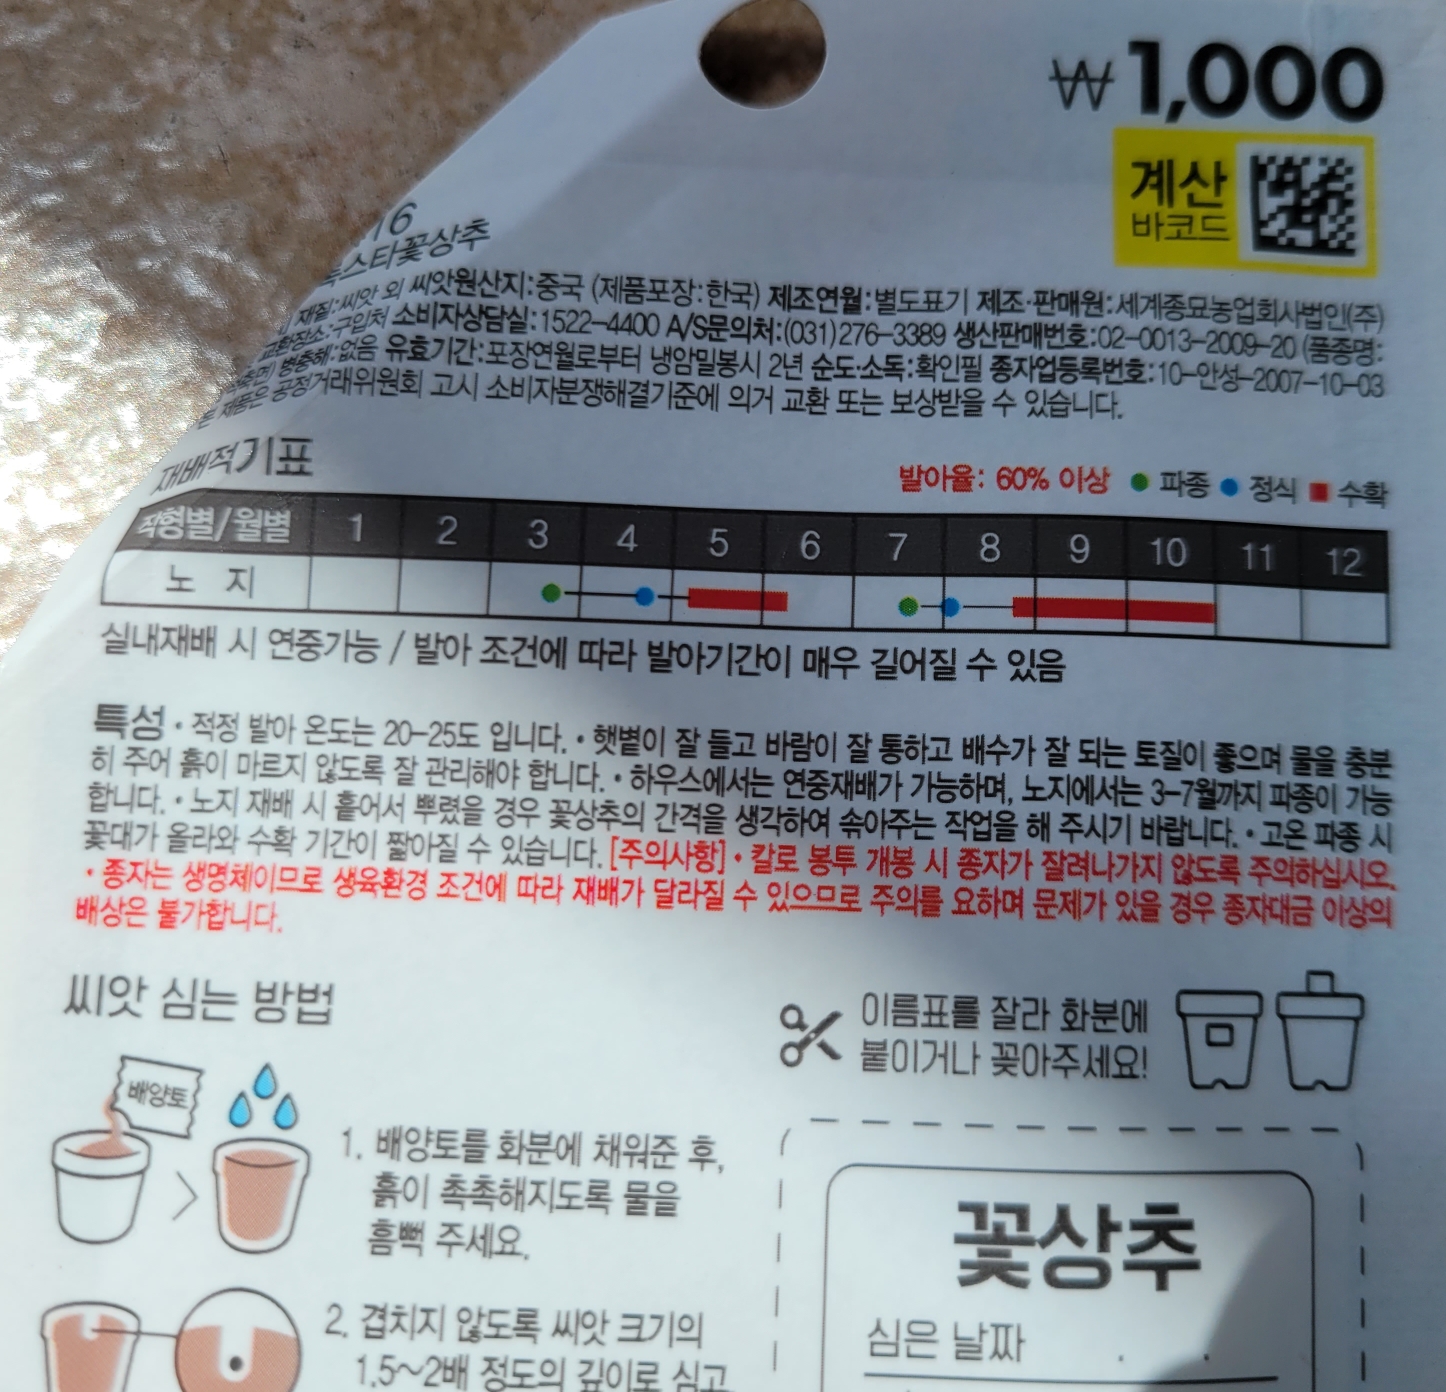 ₩1,000
계산
바코드
16
스타꽃상추
재질:씨앗 외 씨앗원산지:중국 (제품포장:한국) 제조연월:별도표기 제조·판매원:세계종묘농업회사법인(주)
교환장소:구입처 소비자상담실:1522-4400 A/S문의처:(031)276-3389 생산판매번호:02-0013-2009-20 (품종명:
병충해:없음 유효기간:포장연월로부터 냉암밀봉시 2년 순도·소독:확인필 종자업등록번호:10-안성-2007-10-03
제품은 공정거래위원회 고시 소비자분쟁해결기준에 의거 교환 또는 보상받을 수 있습니다.
재배적기표
발아율: 60% 이상 ● 파종 ● 정식 ■ 수확
작형별/월별 1 2 3 4 5 6 7 8 9 10 11 12
노 지
실내재배 시 연중가능 / 발아 조건에 따라 발아기간이 매우 길어질 수 있음
특성 · 적정 발아 온도는 20-25도 입니다. · 햇볕이 잘 들고 바람이 잘 통하고 배수가 잘 되는 토질이 좋으며 물을 충분
히 주어 흙이 마르지 않도록 잘 관리해야 합니다. · 하우스에서는 연중재배가 가능하며, 노지에서는 3-7월까지 파종이 가능
합니다. · 노지 재배 시 흩어서 뿌렸을 경우 꽃상추의 간격을 생각하여 솎아주는 작업을 해 주시기 바랍니다. · 고온 파종 시
꽃대가 올라와 수확 기간이 짧아질 수 있습니다. [주의사항] · 칼로 봉투 개봉 시 종자가 잘려나가지 않도록 주의하십시오.
· 종자는 생명체이므로 생육환경 조건에 따라 재배가 달라질 수 있으므로 주의를 요하며 문제가 있을 경우 종자대금 이상의
배상은 불가합니다.
씨앗 심는 방법
이름표를 잘라 화분에
붙이거나 꽂아주세요!
배양토
1. 배양토를 화분에 채워준 후,
흙이 촉촉해지도록 물을
흠뻑 주세요.
꽃상추
심은 날짜 . .
2. 겹치지 않도록 씨앗 크기의
1.5~2배 정도의 깊이로 심고